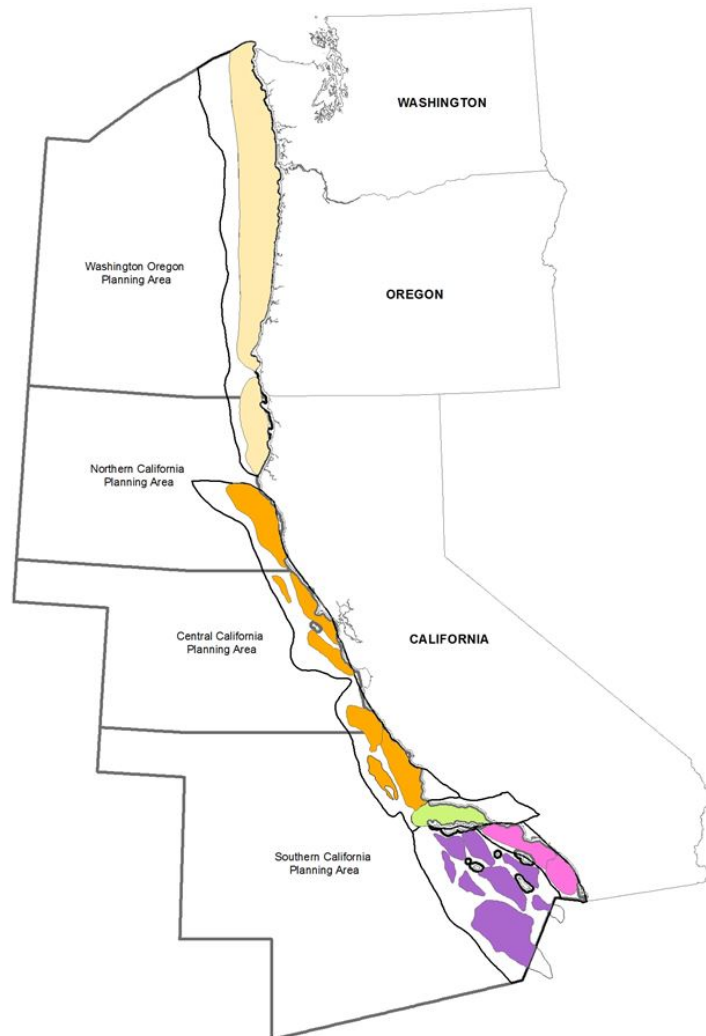 WASHINGTON
Washington Oregon
Planning Area
OREGON
Northern California
Planning Area
Central California
Planning Area
CALIFORNIA
Southern California
Planning Area